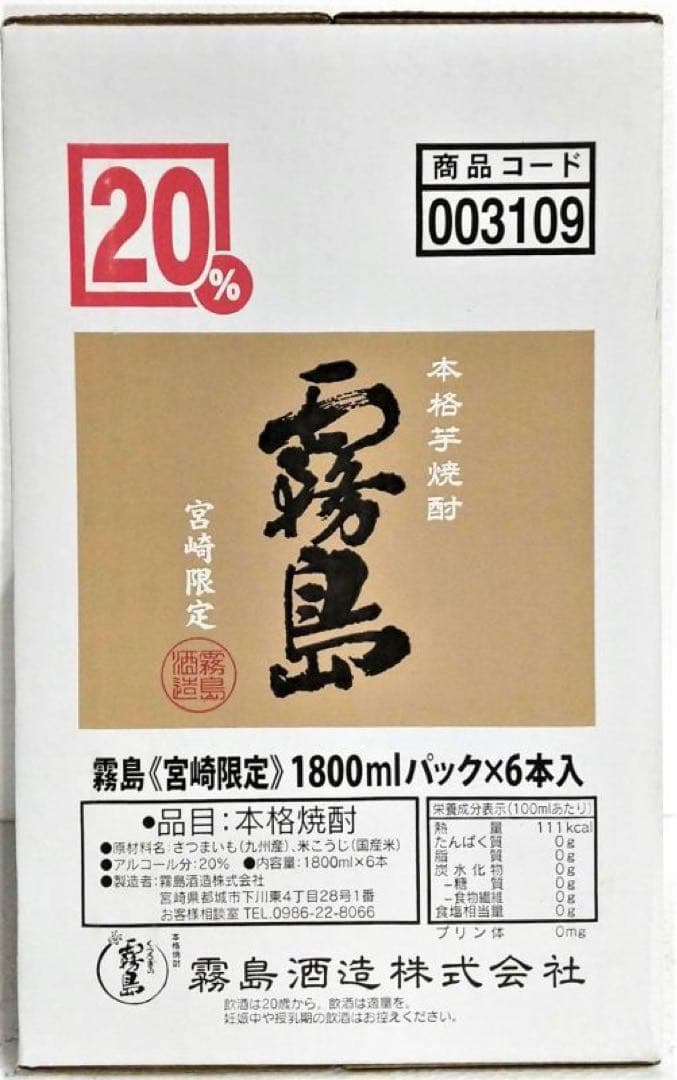 20%
商品コード
003109
本格芋焼酎
霧島
宮崎限定
霧島
酒造
霧島《宮崎限定》1800mlパック×6本入
●品目:本格焼酎
●原材料名:さつまいも(九州産)、米こうじ(国産米)
●アルコール分:20% ●内容量:1800ml×6本
●製造者:霧島酒造株式会社
宮崎県都城市下川東4丁目28号1番
お客様相談室 TEL.0986-22-8066
栄養成分表示(100mlあたり)
熱量 111kcal
たんぱく質 0g
脂質 0g
炭水化物 0g
-糖質 0g
-食物繊維 0g
食塩相当量 0g
プリン体 0mg
本格焼酎
霧島
霧島酒造株式会社
飲酒は20歳から。飲酒は適量を。
妊娠中や授乳期の飲酒はお控えください。